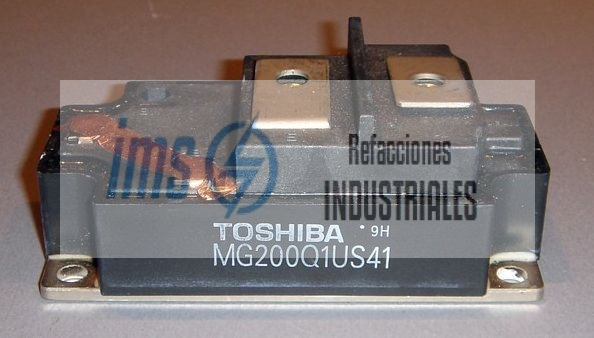 ims
Refacciones
INDUSTRIALES
TOSHIBA 9H
MG200Q1US41